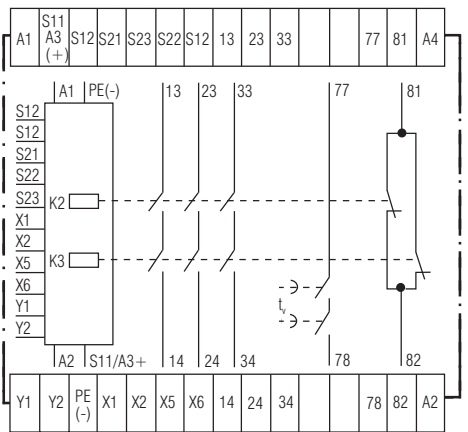 A1 S11 A3 (+) S12 S21 S23 S22 S12 13 23 33 77 81 A4
A1 PE(-) 13 23 33 77 81
S12
S12
S21
S22
S23
K2
X1
X2
X5
K3
X6
Y1
Y2
tv
A2 S11/A3+ 14 24 34 78 82
Y1 Y2 PE (-) X1 X2 X5 X6 14 24 34 78 82 A2